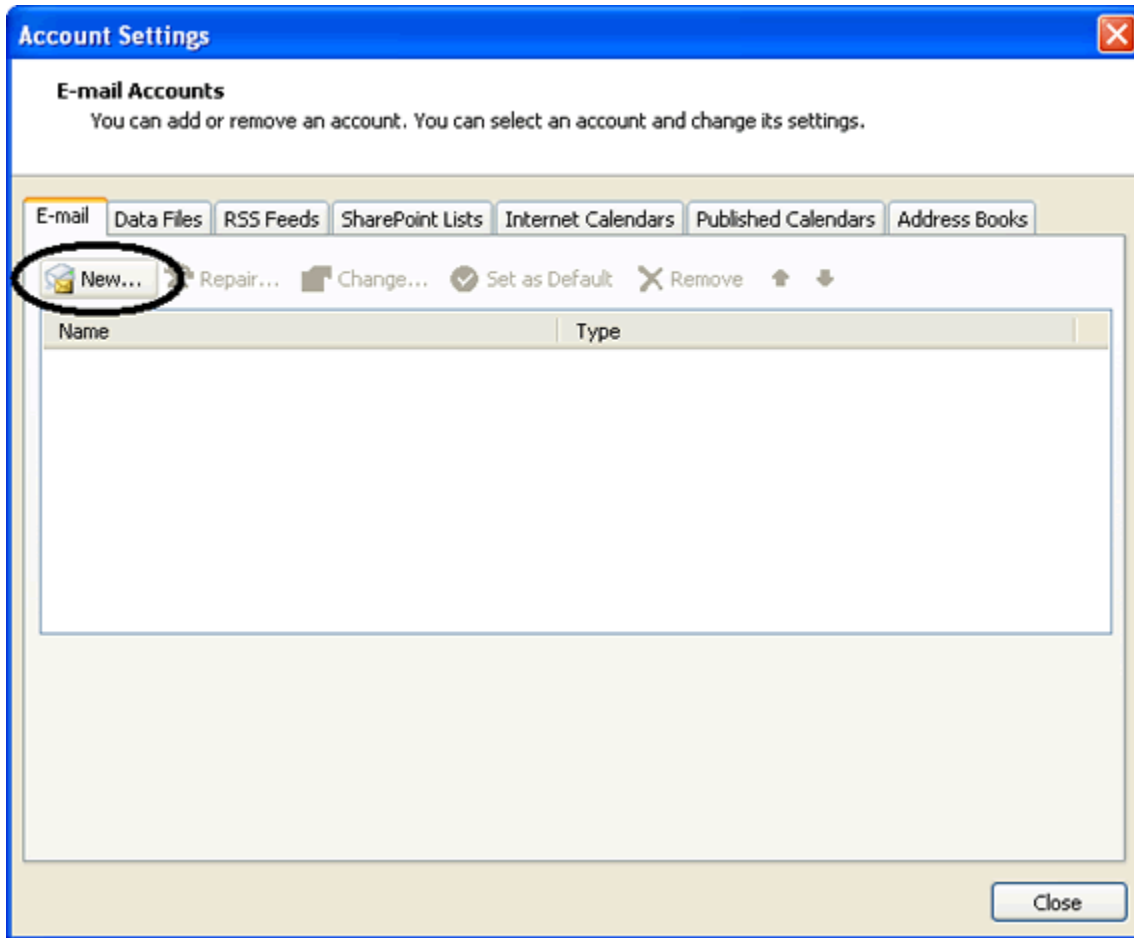 Account Settings
E-mail Accounts
You can add or remove an account. You can select an account and change its settings.
E-mail Data Files RSS Feeds SharePoint Lists Internet Calendars Published Calendars Address Books
New... Repair... Change... Set as Default Remove
Name Type
Close